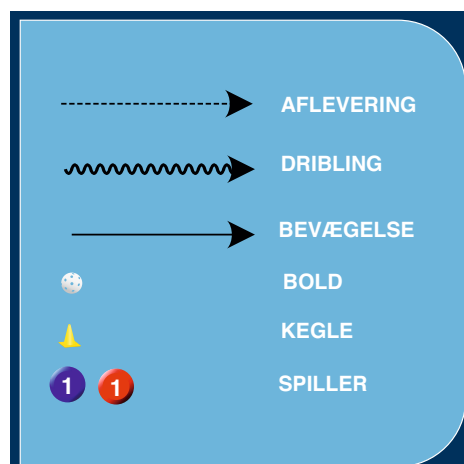 AFLEVERING
DRIBLING
BEVÆGELSE
BOLD
KEGLE
1 1 SPILLER